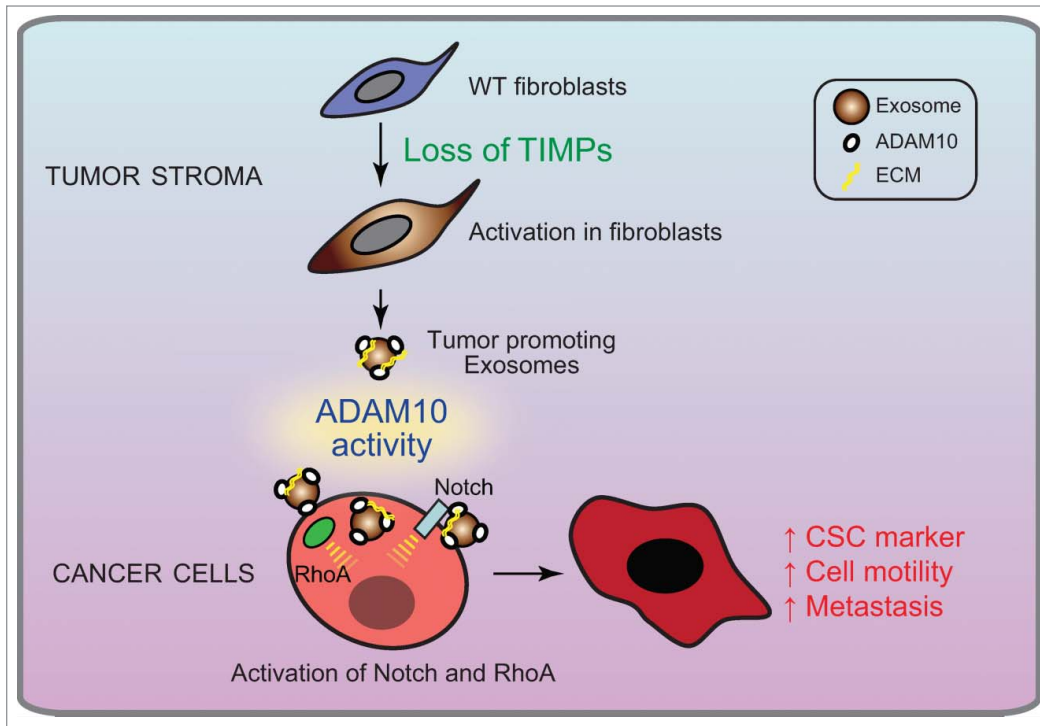 WT fibroblasts
Exosome
ADAM10
ECM
Loss of TIMPs
TUMOR STROMA
Activation in fibroblasts
Tumor promoting
Exosomes
ADAM10
activity
Notch
RhoA
CANCER CELLS
↑ CSC marker
↑ Cell motility
↑ Metastasis
Activation of Notch and RhoA